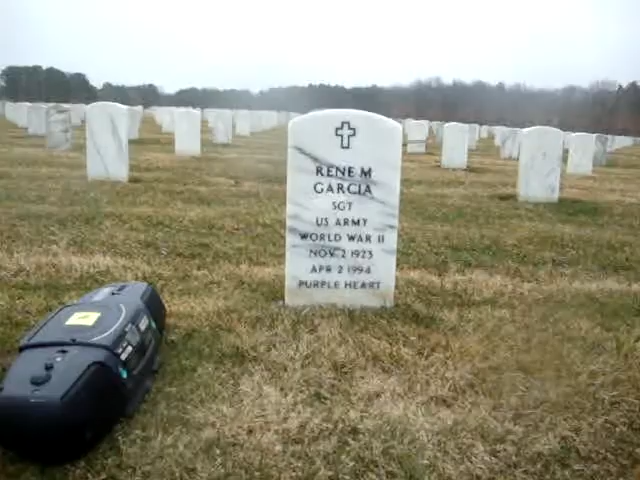 RENE M
GARCIA
SGT
US ARMY
WORLD WAR II
NOV 2 1923
APR 2 1994
PURPLE HEART